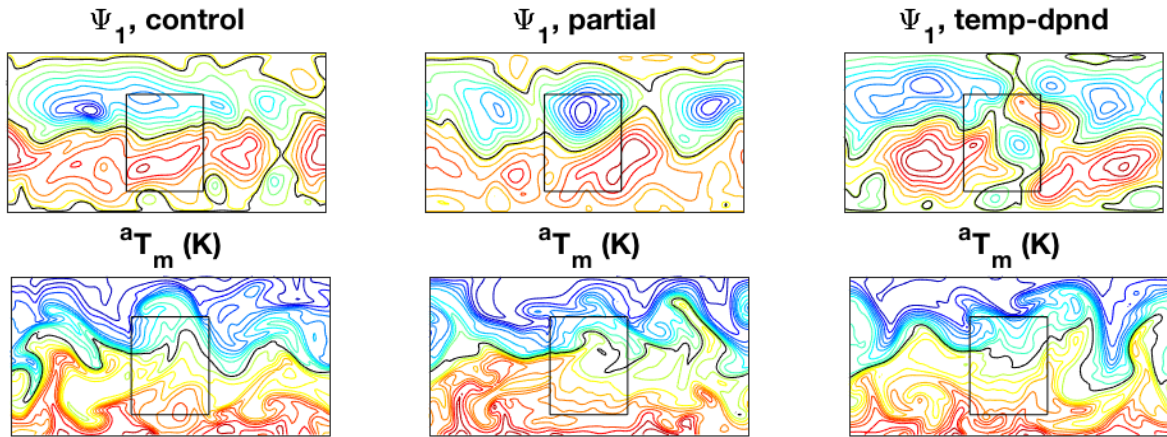 Ψ₁, control
Ψ₁, partial
Ψ₁, temp-dpnd
ᵃTₘ (K)
ᵃTₘ (K)
ᵃTₘ (K)